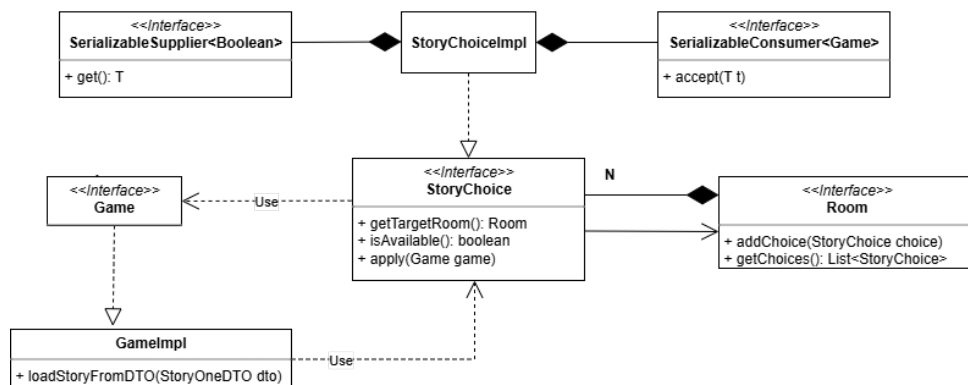 <<Interface>>
SerializableSupplier<Boolean>
+ get(): T
StoryChoiceImpl
<<Interface>>
SerializableConsumer<Game>
+ accept(T t)
<<Interface>>
Game
Use
<<Interface>>
StoryChoice
+ getTargetRoom(): Room
+ isAvailable(): boolean
+ apply(Game game)
N
<<Interface>>
Room
+ addChoice(StoryChoice choice)
+ getChoices(): List<StoryChoice>
GameImpl
+ loadStoryFromDTO(StoryOneDTO dto)
Use